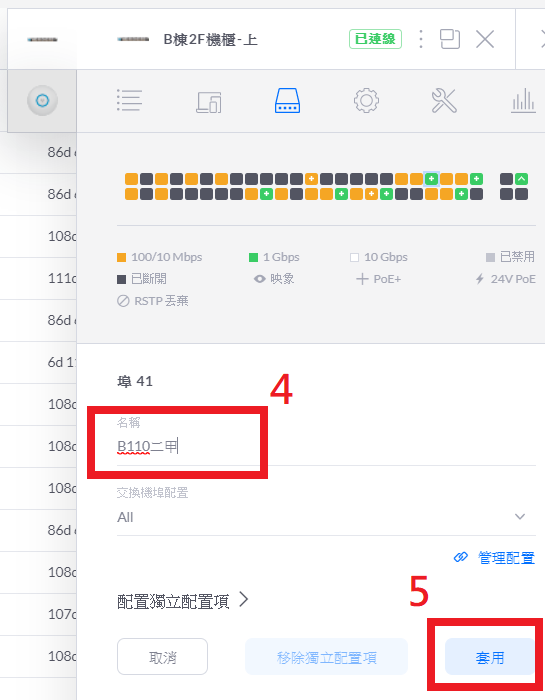 B棟2F機櫃-上
已連線
86d
86d
108d
111d
86d
6d 1
108d
108d
108d
86d
108d
107d
108d
100/10 Mbps
1 Gbps
10 Gbps
已禁用
已斷開
映象
PoE+
24V PoE
RSTP 丟棄
埠 41
4
名稱
B110二甲
交換機埠配置
All
管理配置
配置獨立配置項
5
取消
移除獨立配置項
套用